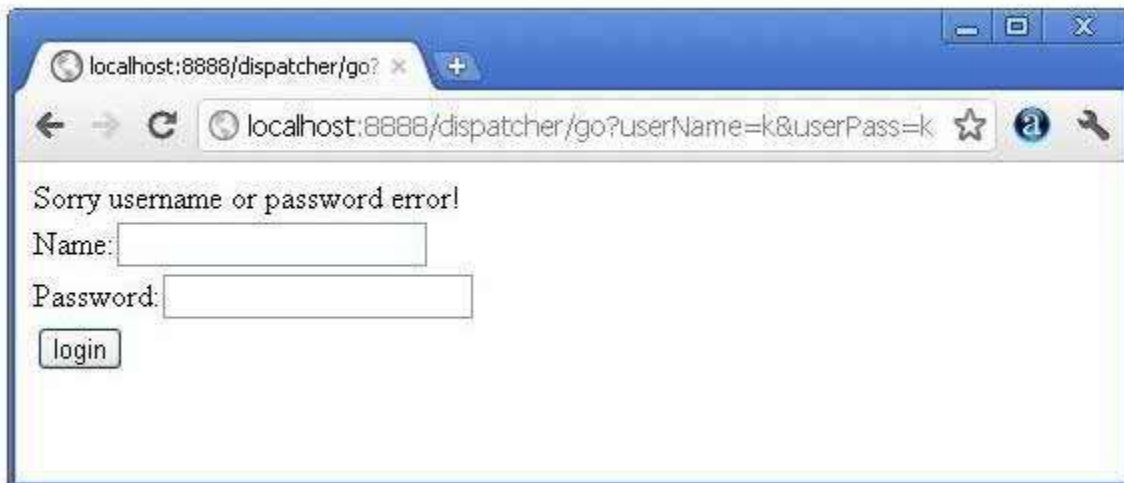 localhost:8888/dispatcher/go?
localhost:8888/dispatcher/go?userName=k&userPass=k
Sorry username or password error!
Name:
Password:
login